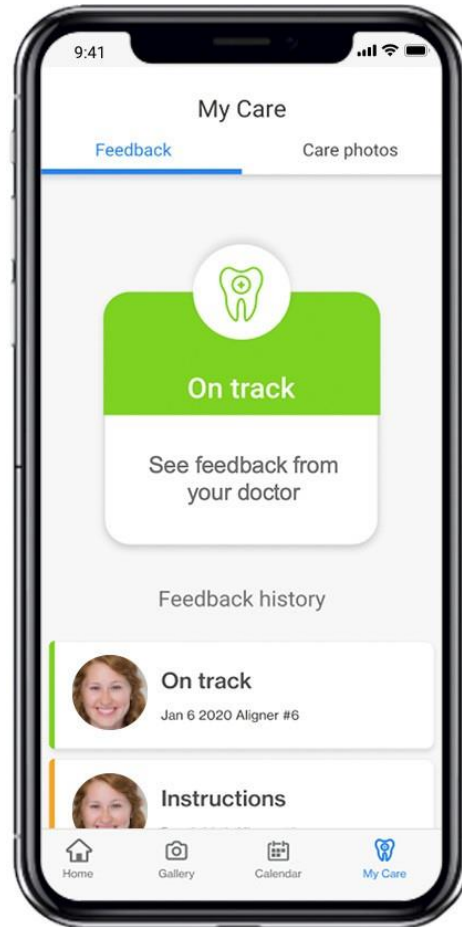 9:41
My Care
Feedback Care photos
On track
See feedback from
your doctor
Feedback history
On track
Jan 6 2020 Aligner #6
Instructions
Home Gallery Calendar My Care